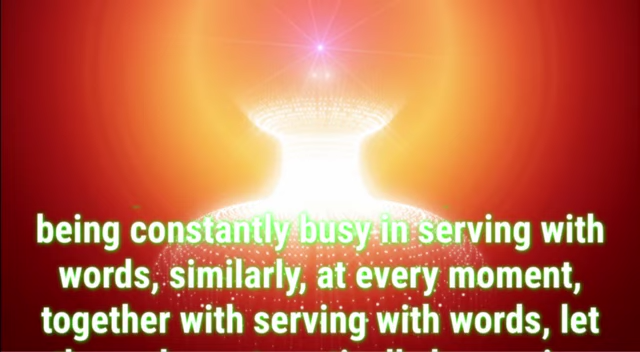 being constantly busy in serving with
words, similarly, at every moment,
together with serving with words, let